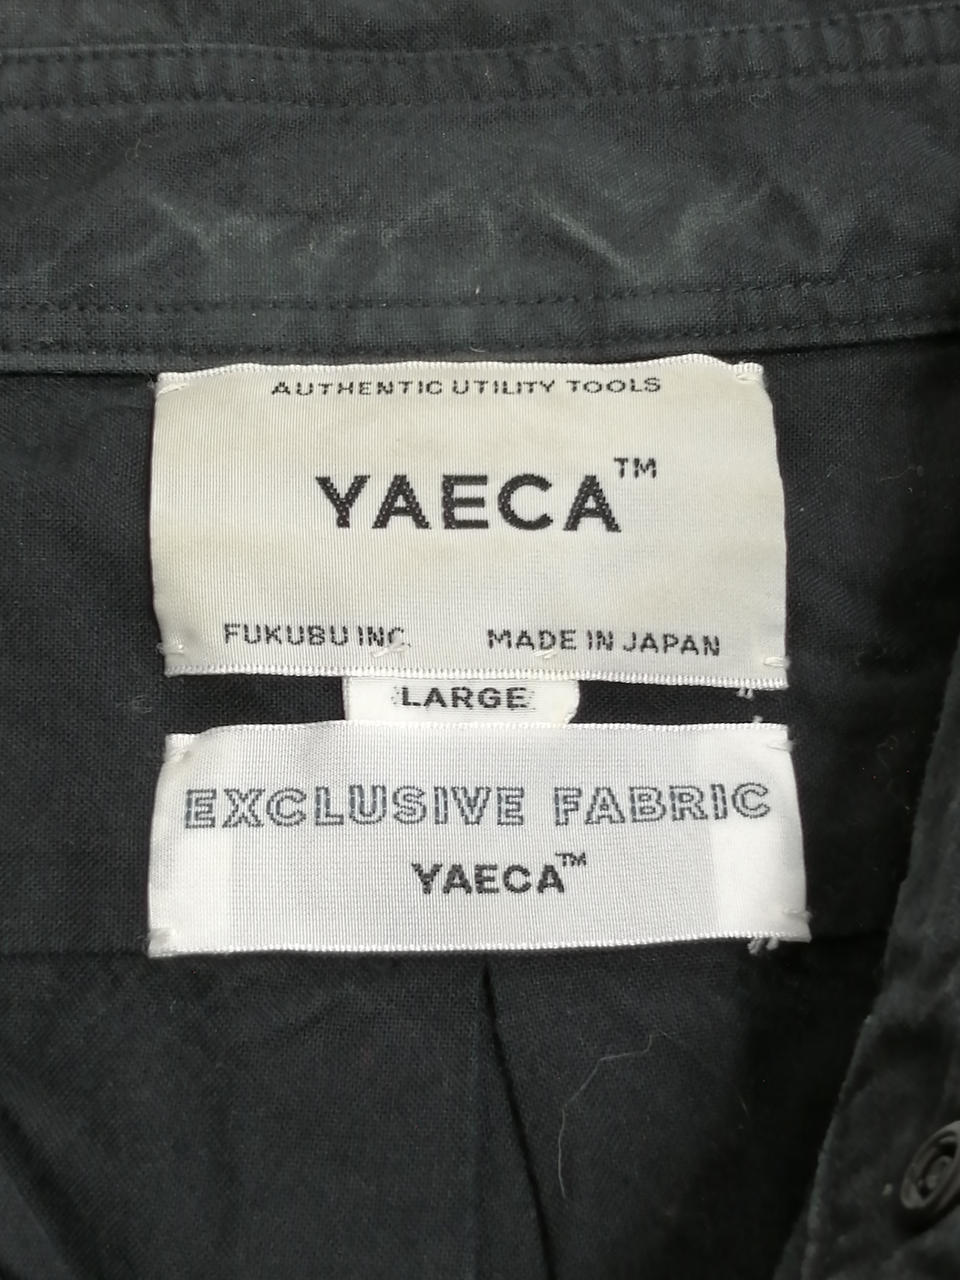 AUTHENTIC UTILITY TOOLS
YAECA™
FUKUBU INC. MADE IN JAPAN
LARGE
EXCLUSIVE FABRIC
YAECA™